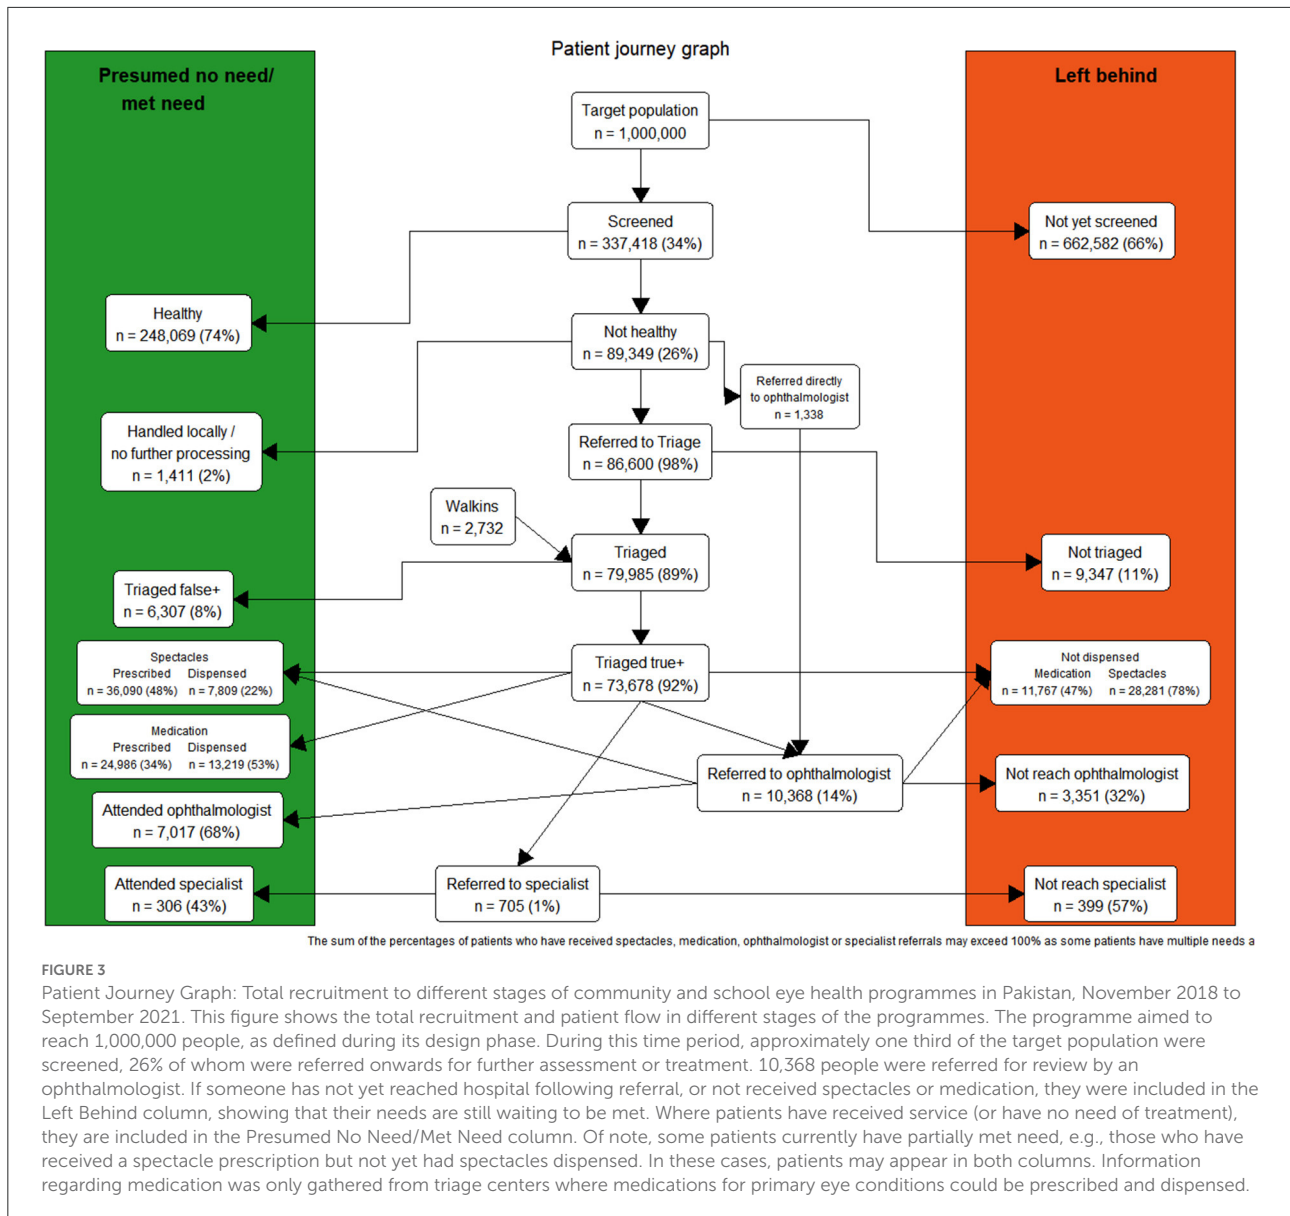 Patient journey graph
Presumed no need/
met need
Left behind
Target population
n = 1,000,000
Screened
n = 337,418 (34%)
Not yet screened
n = 662,582 (66%)
Healthy
n = 248,069 (74%)
Not healthy
n = 89,349 (26%)
Referred directly
to ophthalmologist
n = 1,338
Handled locally /
no further processing
n = 1,411 (2%)
Referred to Triage
n = 86,600 (98%)
Walkins
n = 2,732
Triaged
n = 79,985 (89%)
Not triaged
n = 9,347 (11%)
Triaged false+
n = 6,307 (8%)
Spectacles
Prescribed Dispensed
n = 36,090 (48%) n = 7,809 (22%)
Triaged true+
n = 73,678 (92%)
Not dispensed
Medication Spectacles
n = 11,767 (47%) n = 28,281 (78%)
Medication
Prescribed Dispensed
n = 24,986 (34%) n = 13,219 (53%)
Referred to ophthalmologist
n = 10,368 (14%)
Not reach ophthalmologist
n = 3,351 (32%)
Attended ophthalmologist
n = 7,017 (68%)
Attended specialist
n = 306 (43%)
Referred to specialist
n = 705 (1%)
Not reach specialist
n = 399 (57%)
The sum of the percentages of patients who have received spectacles, medication, ophthalmologist or specialist referrals may exceed 100% as some patients have multiple needs a
FIGURE 3
Patient Journey Graph: Total recruitment to different stages of community and school eye health programmes in Pakistan, November 2018 to
September 2021. This figure shows the total recruitment and patient flow in different stages of the programmes. The programme aimed to
reach 1,000,000 people, as defined during its design phase. During this time period, approximately one third of the target population were
screened, 26% of whom were referred onwards for further assessment or treatment. 10,368 people were referred for review by an
ophthalmologist. If someone has not yet reached hospital following referral, or not received spectacles or medication, they were included in the
Left Behind column, showing that their needs are still waiting to be met. Where patients have received service (or have no need of treatment),
they are included in the Presumed No Need/Met Need column. Of note, some patients currently have partially met need, e.g., those who have
received a spectacle prescription but not yet had spectacles dispensed. In these cases, patients may appear in both columns. Information
regarding medication was only gathered from triage centers where medications for primary eye conditions could be prescribed and dispensed.